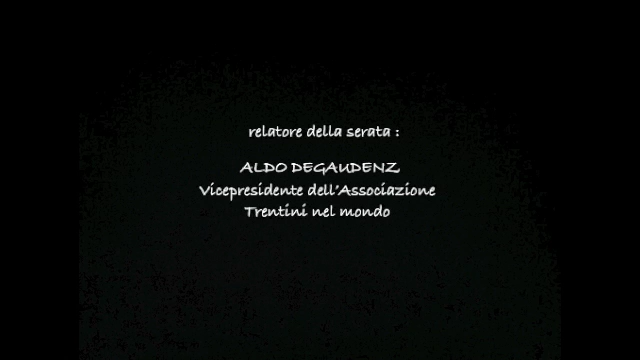 relatore della serata :
ALDO DEGAUDENZ
Vicepresidente dell'Associazione
Trentini nel mondo